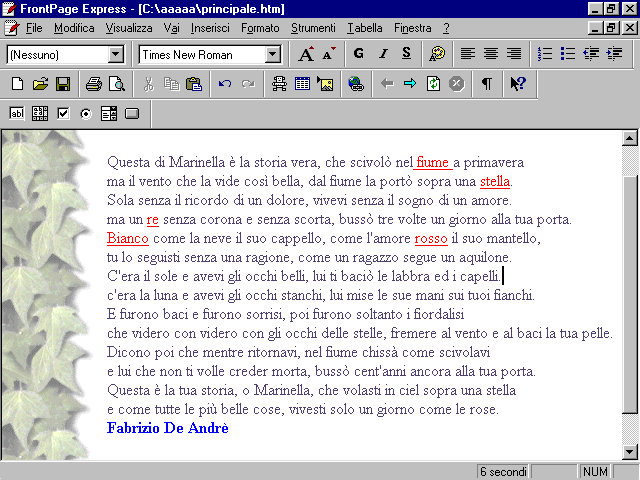 FrontPage Express - [C:\aaaaa\principale.htm]
File Modifica Visualizza Vai Inserisci Formato Strumenti Tabella Finestra ?
(Nessuno) Times New Roman A A G I S
abl
Questa di Marinella è la storia vera, che scivolò nel fiume a primavera
ma il vento che la vide così bella, dal fiume la portò sopra una stella.
Sola senza il ricordo di un dolore, vivevi senza il sogno di un amore.
ma un re senza corona e senza scorta, bussò tre volte un giorno alla tua porta.
Bianco come la neve il suo cappello, come l'amore rosso il suo mantello,
tu lo seguisti senza una ragione, come un ragazzo segue un aquilone.
C'era il sole e avevi gli occhi belli, lui ti baciò le labbra ed i capelli.
c'era la luna e avevi gli occhi stanchi, lui mise le sue mani sui tuoi fianchi.
E furono baci e furono sorrisi, poi furono soltanto i fiordalisi
che videro con videro con gli occhi delle stelle, fremere al vento e al baci la tua pelle.
Dicono poi che mentre ritornavi, nel fiume chissà come scivolavi
e lui che non ti volle creder morta, bussò cent'anni ancora alla tua porta.
Questa è la tua storia, o Marinella, che volasti in ciel sopra una stella
e come tutte le più belle cose, vivesti solo un giorno come le rose.
Fabrizio De Andrè
6 secondi NUM